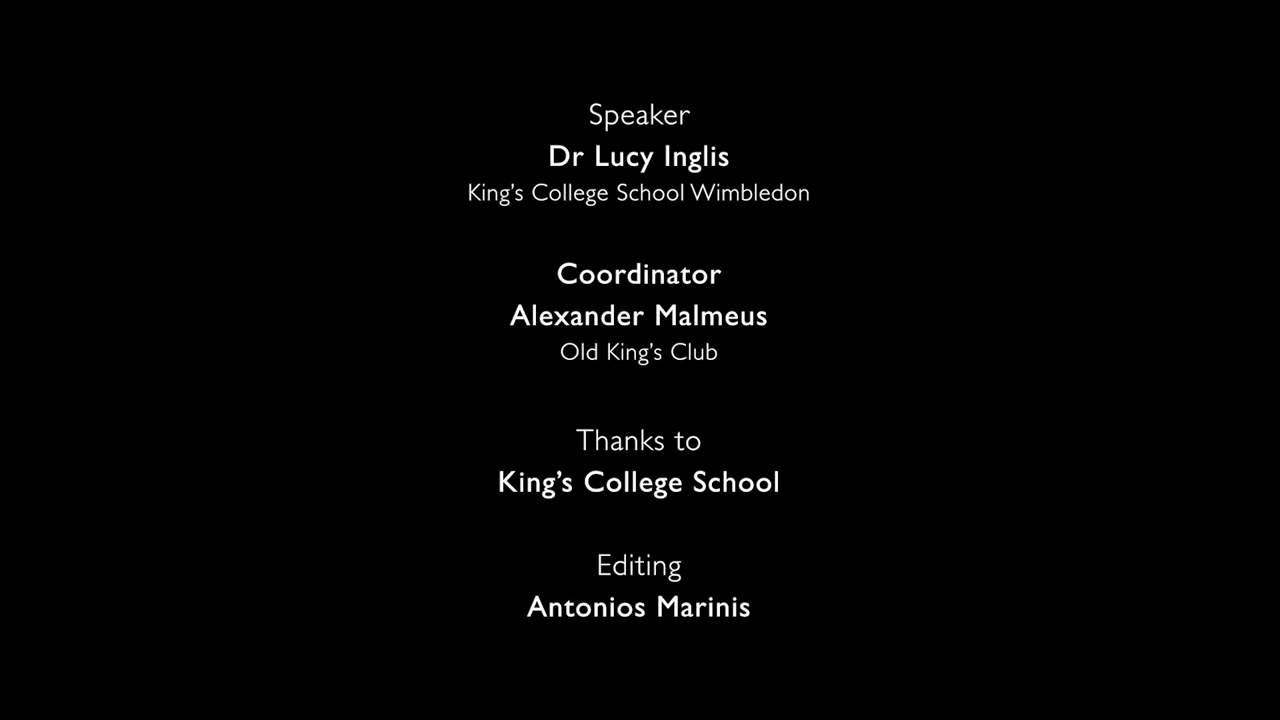 Speaker
Dr Lucy Inglis
King’s College School Wimbledon
Coordinator
Alexander Malmeus
Old King’s Club
Thanks to
King’s College School
Editing
Antonios Marinis